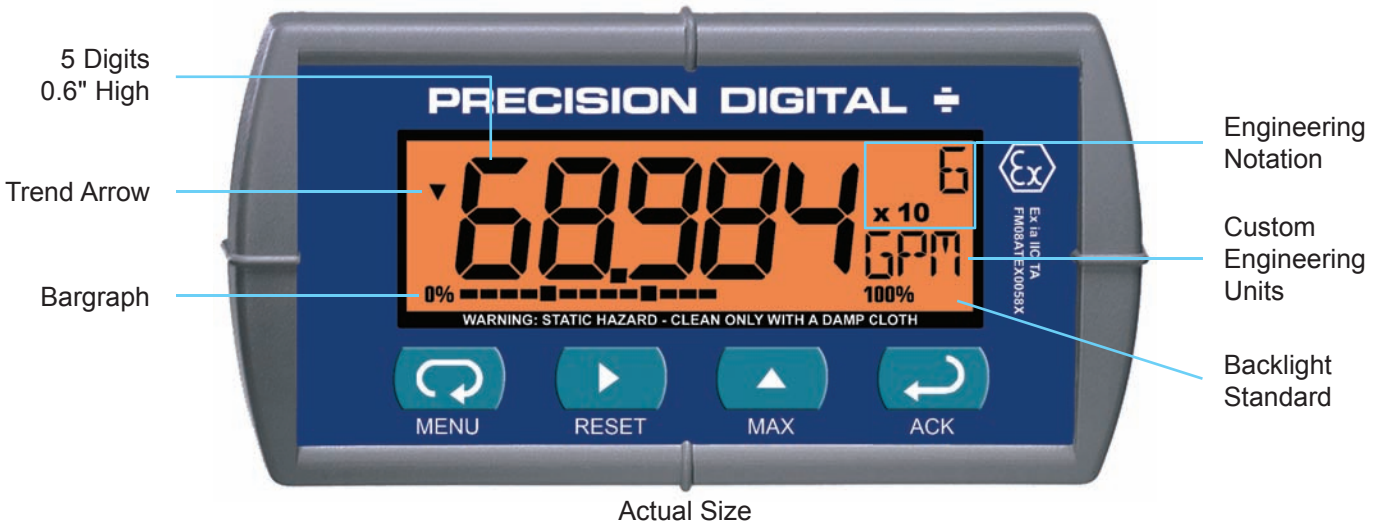 5 Digits
0.6" High
Trend Arrow
Bargraph
PRECISION DIGITAL
68.984
6
x 10
GPM
0%
100%
WARNING: STATIC HAZARD - CLEAN ONLY WITH A DAMP CLOTH
MENU
RESET
MAX
ACK
Ex
Ex ia IIC TA
FM08ATEX0058X
Engineering
Notation
Custom
Engineering
Units
Backlight
Standard
Actual Size